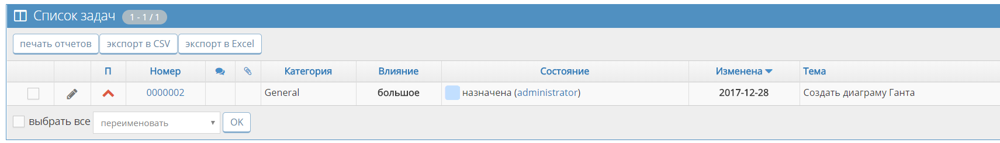 Список задач 1 - 1 / 1
печать отчетов экспорт в CSV экспорт в Excel
П Номер Категория Влияние Состояние Изменена Тема
0000002 General большое назначена (administrator) 2017-12-28 Создать диаграму Ганта
выбрать все переименовать OK